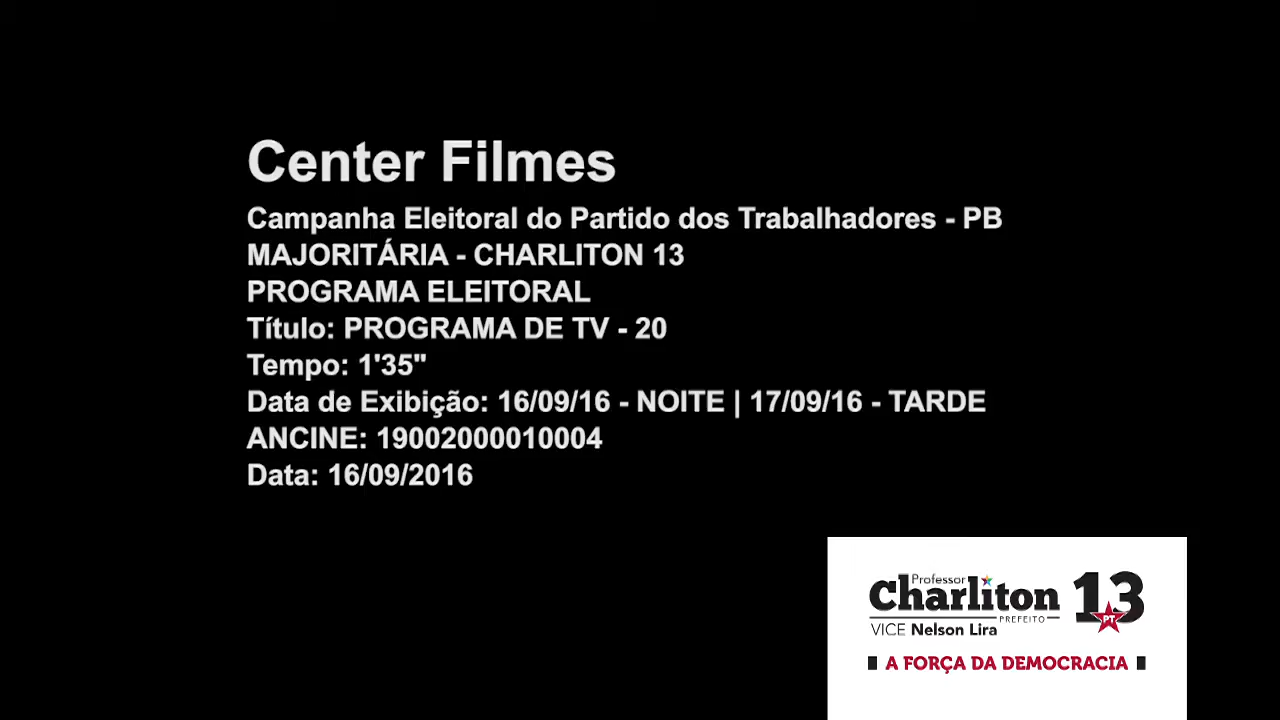 Center Filmes
Campanha Eleitoral do Partido dos Trabalhadores - PB
MAJORITÁRIA - CHARLITON 13
PROGRAMA ELEITORAL
Título: PROGRAMA DE TV - 20
Tempo: 1'35"
Data de Exibição: 16/09/16 - NOITE | 17/09/16 - TARDE
ANCINE: 19002000010004
Data: 16/09/2016
Professor
Charliton 13
PREFEITO PT
VICE Nelson Lira
A FORÇA DA DEMOCRACIA